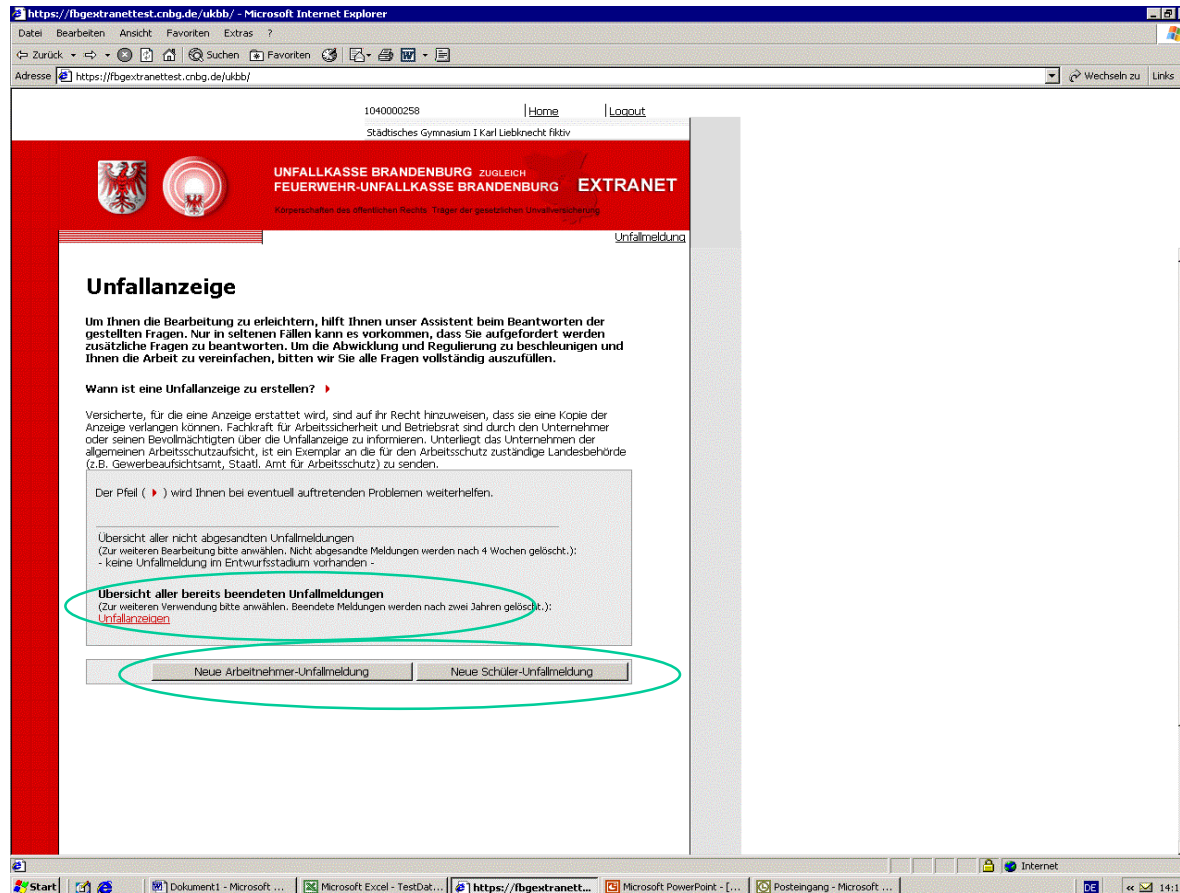 https://fbgextranettest.cnbg.de/ukbb/ - Microsoft Internet Explorer
Datei Bearbeiten Ansicht Favoriten Extras ?
Zurück Suchen Favoriten
Adresse https://fbgextranettest.cnbg.de/ukbb/ Wechseln zu Links
1040000258 Home Logout
Städtisches Gymnasium I Karl Liebknecht fiktiv
UNFALLKASSE BRANDENBURG ZUGLEICH
FEUERWEHR-UNFALLKASSE BRANDENBURG EXTRANET
Körperschaften des öffentlichen Rechts Träger der gesetzlichen Unvallversicherung
Unfallmeldung
Unfallanzeige
Um Ihnen die Bearbeitung zu erleichtern, hilft Ihnen unser Assistent beim Beantworten der
gestellten Fragen. Nur in seltenen Fällen kann es vorkommen, dass Sie aufgefordert werden
zusätzliche Fragen zu beantworten. Um die Abwicklung und Regulierung zu beschleunigen und
Ihnen die Arbeit zu vereinfachen, bitten wir Sie alle Fragen vollständig auszufüllen.
Wann ist eine Unfallanzeige zu erstellen?
Versicherte, für die eine Anzeige erstattet wird, sind auf ihr Recht hinzuweisen, dass sie eine Kopie der
Anzeige verlangen können. Fachkraft für Arbeitssicherheit und Betriebsrat sind durch den Unternehmer
oder seinen Bevollmächtigten über die Unfallanzeige zu informieren. Unterliegt das Unternehmen der
allgemeinen Arbeitsschutzaufsicht, ist ein Exemplar an die für den Arbeitsschutz zuständige Landesbehörde
(z.B. Gewerbeaufsichtsamt, Staatl. Amt für Arbeitsschutz) zu senden.
Der Pfeil ( ) wird Ihnen bei eventuell auftretenden Problemen weiterhelfen.
Übersicht aller nicht abgesandten Unfallmeldungen
(Zur weiteren Bearbeitung bitte anwählen. Nicht abgesandte Meldungen werden nach 4 Wochen gelöscht.):
- keine Unfallmeldung im Entwurfsstadium vorhanden -
Übersicht aller bereits beendeten Unfallmeldungen
(Zur weiteren Verwendung bitte anwählen. Beendete Meldungen werden nach zwei Jahren gelöscht.):
Unfallanzeigen
Neue Arbeitnehmer-Unfallmeldung Neue Schüler-Unfallmeldung
Internet
Start Dokument1 - Microsoft ... Microsoft Excel - TestDat... https://fbgextranett... Microsoft PowerPoint - [... Posteingang - Microsoft ... DE « 14:1